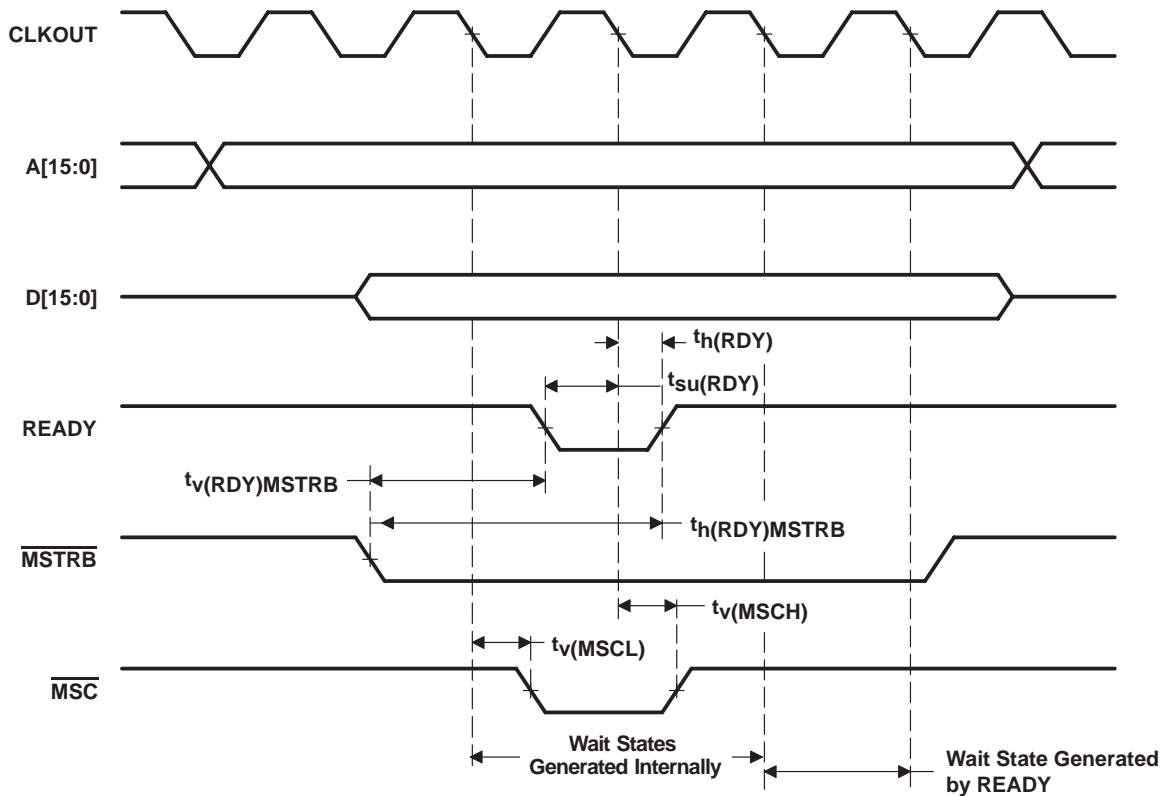 CLKOUT
A[15:0]
D[15:0]
th(RDY)
tsu(RDY)
READY
tv(RDY)MSTRB
th(RDY)MSTRB
MSTRB
tv(MSCH)
tv(MSCL)
MSC
Wait States
Generated Internally
Wait State Generated
by READY